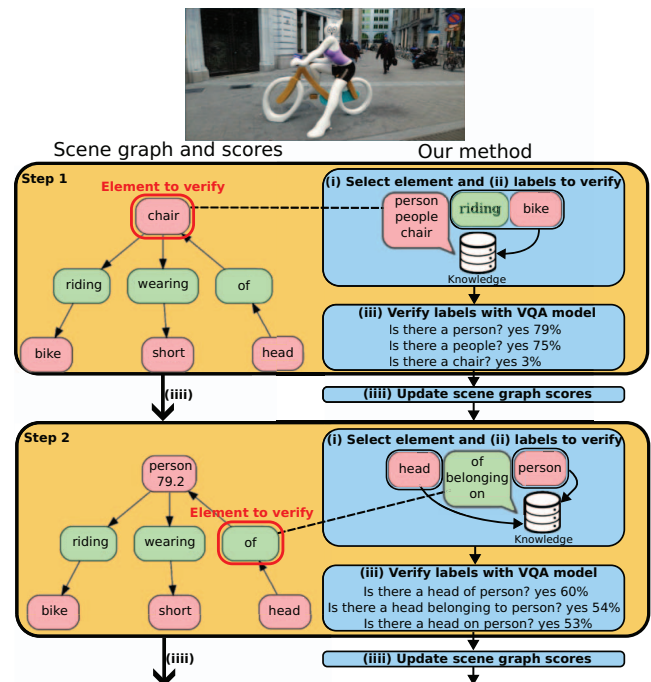 Scene graph and scores
Our method
Step 1
Element to verify
chair
riding
wearing
of
bike
short
head
(i) Select element and (ii) labels to verify
person
people
chair
riding
bike
Knowledge
(iii) Verify labels with VQA model
Is there a person? yes 79%
Is there a people? yes 75%
Is there a chair? yes 3%
(iiii)
(iiii) Update scene graph scores
Step 2
person
79.2
Element to verify
riding
wearing
of
bike
short
head
(i) Select element and (ii) labels to verify
head
of
belonging
on
person
Knowledge
(iii) Verify labels with VQA model
Is there a head of person? yes 60%
Is there a head belonging to person? yes 54%
Is there a head on person? yes 53%
(iiii)
(iiii) Update scene graph scores